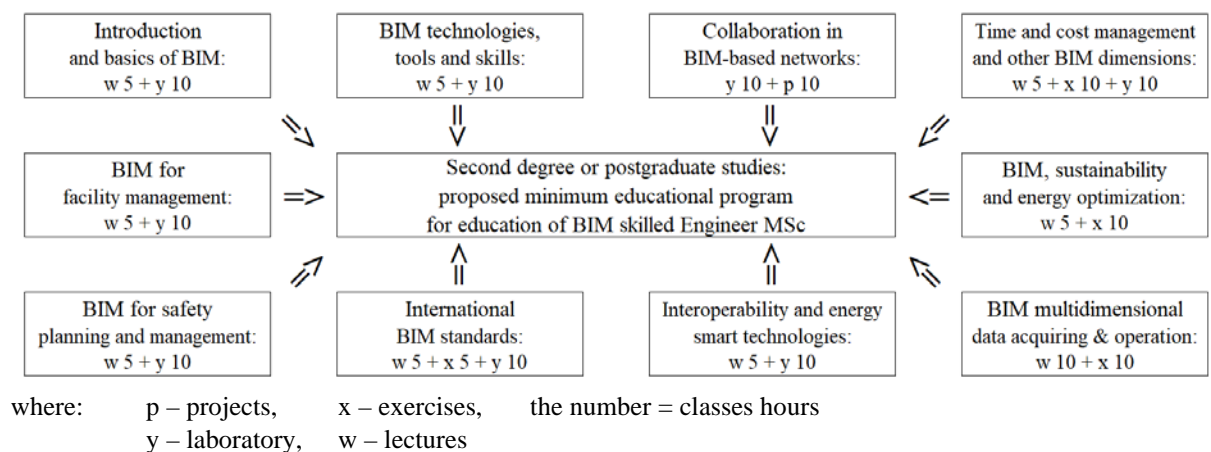 Introduction
and basics of BIM:
w 5 + y 10
BIM technologies,
tools and skills:
w 5 + y 10
Collaboration in
BIM-based networks:
y 10 + p 10
Time and cost management
and other BIM dimensions:
w 5 + x 10 + y 10
BIM for
facility management:
w 5 + y 10
Second degree or postgraduate studies:
proposed minimum educational program
for education of BIM skilled Engineer MSc
BIM, sustainability
and energy optimization:
w 5 + x 10
BIM for safety
planning and management:
w 5 + y 10
International
BIM standards:
w 5 + x 5 + y 10
Interoperability and energy
smart technologies:
w 5 + y 10
BIM multidimensional
data acquiring & operation:
w 10 + x 10
where: p – projects, x – exercises, the number = classes hours
y – laboratory, w – lectures